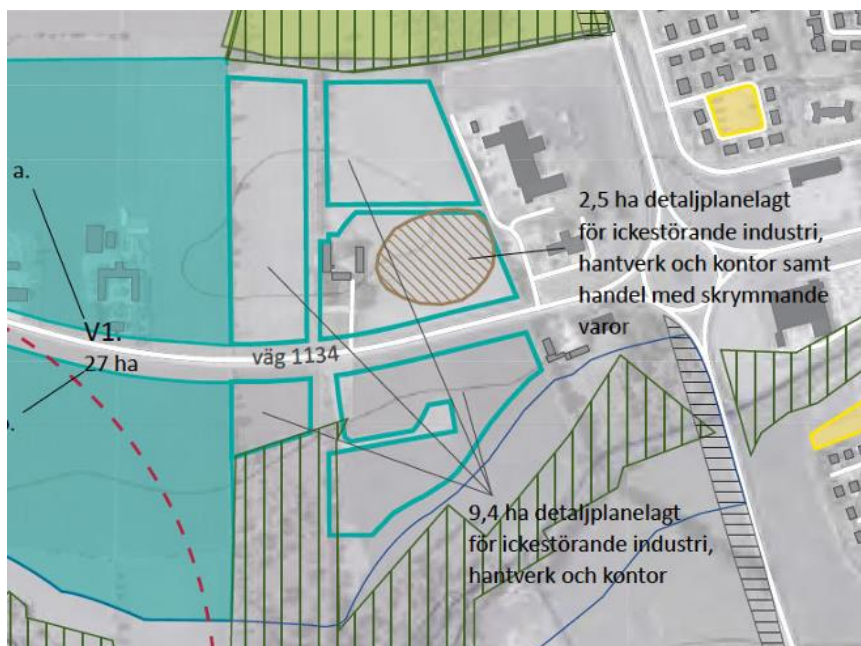 a.
2,5 ha detaljplanelagt
för ickestörande industri,
hantverk och kontor samt
handel med skrymmande
varor
V1.
27 ha
väg 1134
9,4 ha detaljplanelagt
för ickestörande industri,
hantverk och kontor